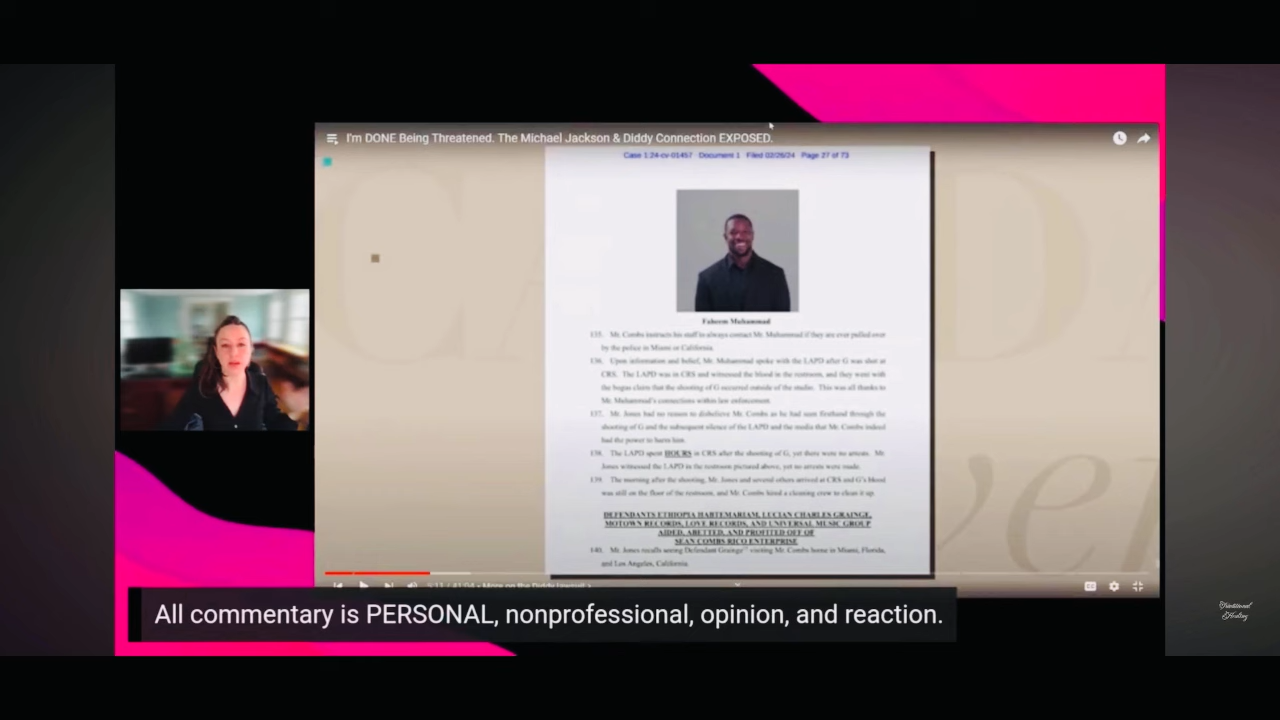 I'm DONE Being Threatened. The Michael Jackson & Diddy Connection EXPOSED.
Case 1:24-cv-01457 Document 1 Filed 02/26/24 Page 27 of 73
Faheem Muhammad
135. Mr. Combs instructs his staff to always contact Mr. Muhammad if they are ever pulled over
by the police in Miami or California.
136. Upon information and belief, Mr. Muhammad spoke with the LAPD after G was shot at
CRS. The LAPD was in CRS and witnessed the blood in the restroom, and they went with
the bogus claim that the shooting of G occurred outside of the studio. This was all thanks to
Mr. Muhammad's connections within law enforcement.
137. Mr. Jones had no reason to disbelieve Mr. Combs as he had seen firsthand through the
shooting of G and the subsequent silence of the LAPD and the media that Mr. Combs indeed
had the power to harm him.
138. The LAPD spent HOURS in CRS after the shooting of G, yet there were no arrests. Mr.
Jones witnessed the LAPD in the restroom pictured above, yet no arrests were made.
139. The morning after the shooting, Mr. Jones and several others arrived at CRS and G's blood
was still on the floor of the restroom, and Mr. Combs hired a cleaning crew to clean it up.
DEFENDANTS ETHIOPIA HABTEMARIAM, LUCIAN CHARLES GRAINGE,
MOTOWN RECORDS, LOVE RECORDS, AND UNIVERSAL MUSIC GROUP
AIDED, ABETTED, AND PROFITED OFF OF
SEAN COMBS RICO ENTERPRISE
140. Mr. Jones recalls seeing Defendant Grainge visiting Mr. Combs home in Miami, Florida,
and Los Angeles, California.
5:11 / 41:04 • More on the Diddy Lawsuit >
All commentary is PERSONAL, nonprofessional, opinion, and reaction.
Healing